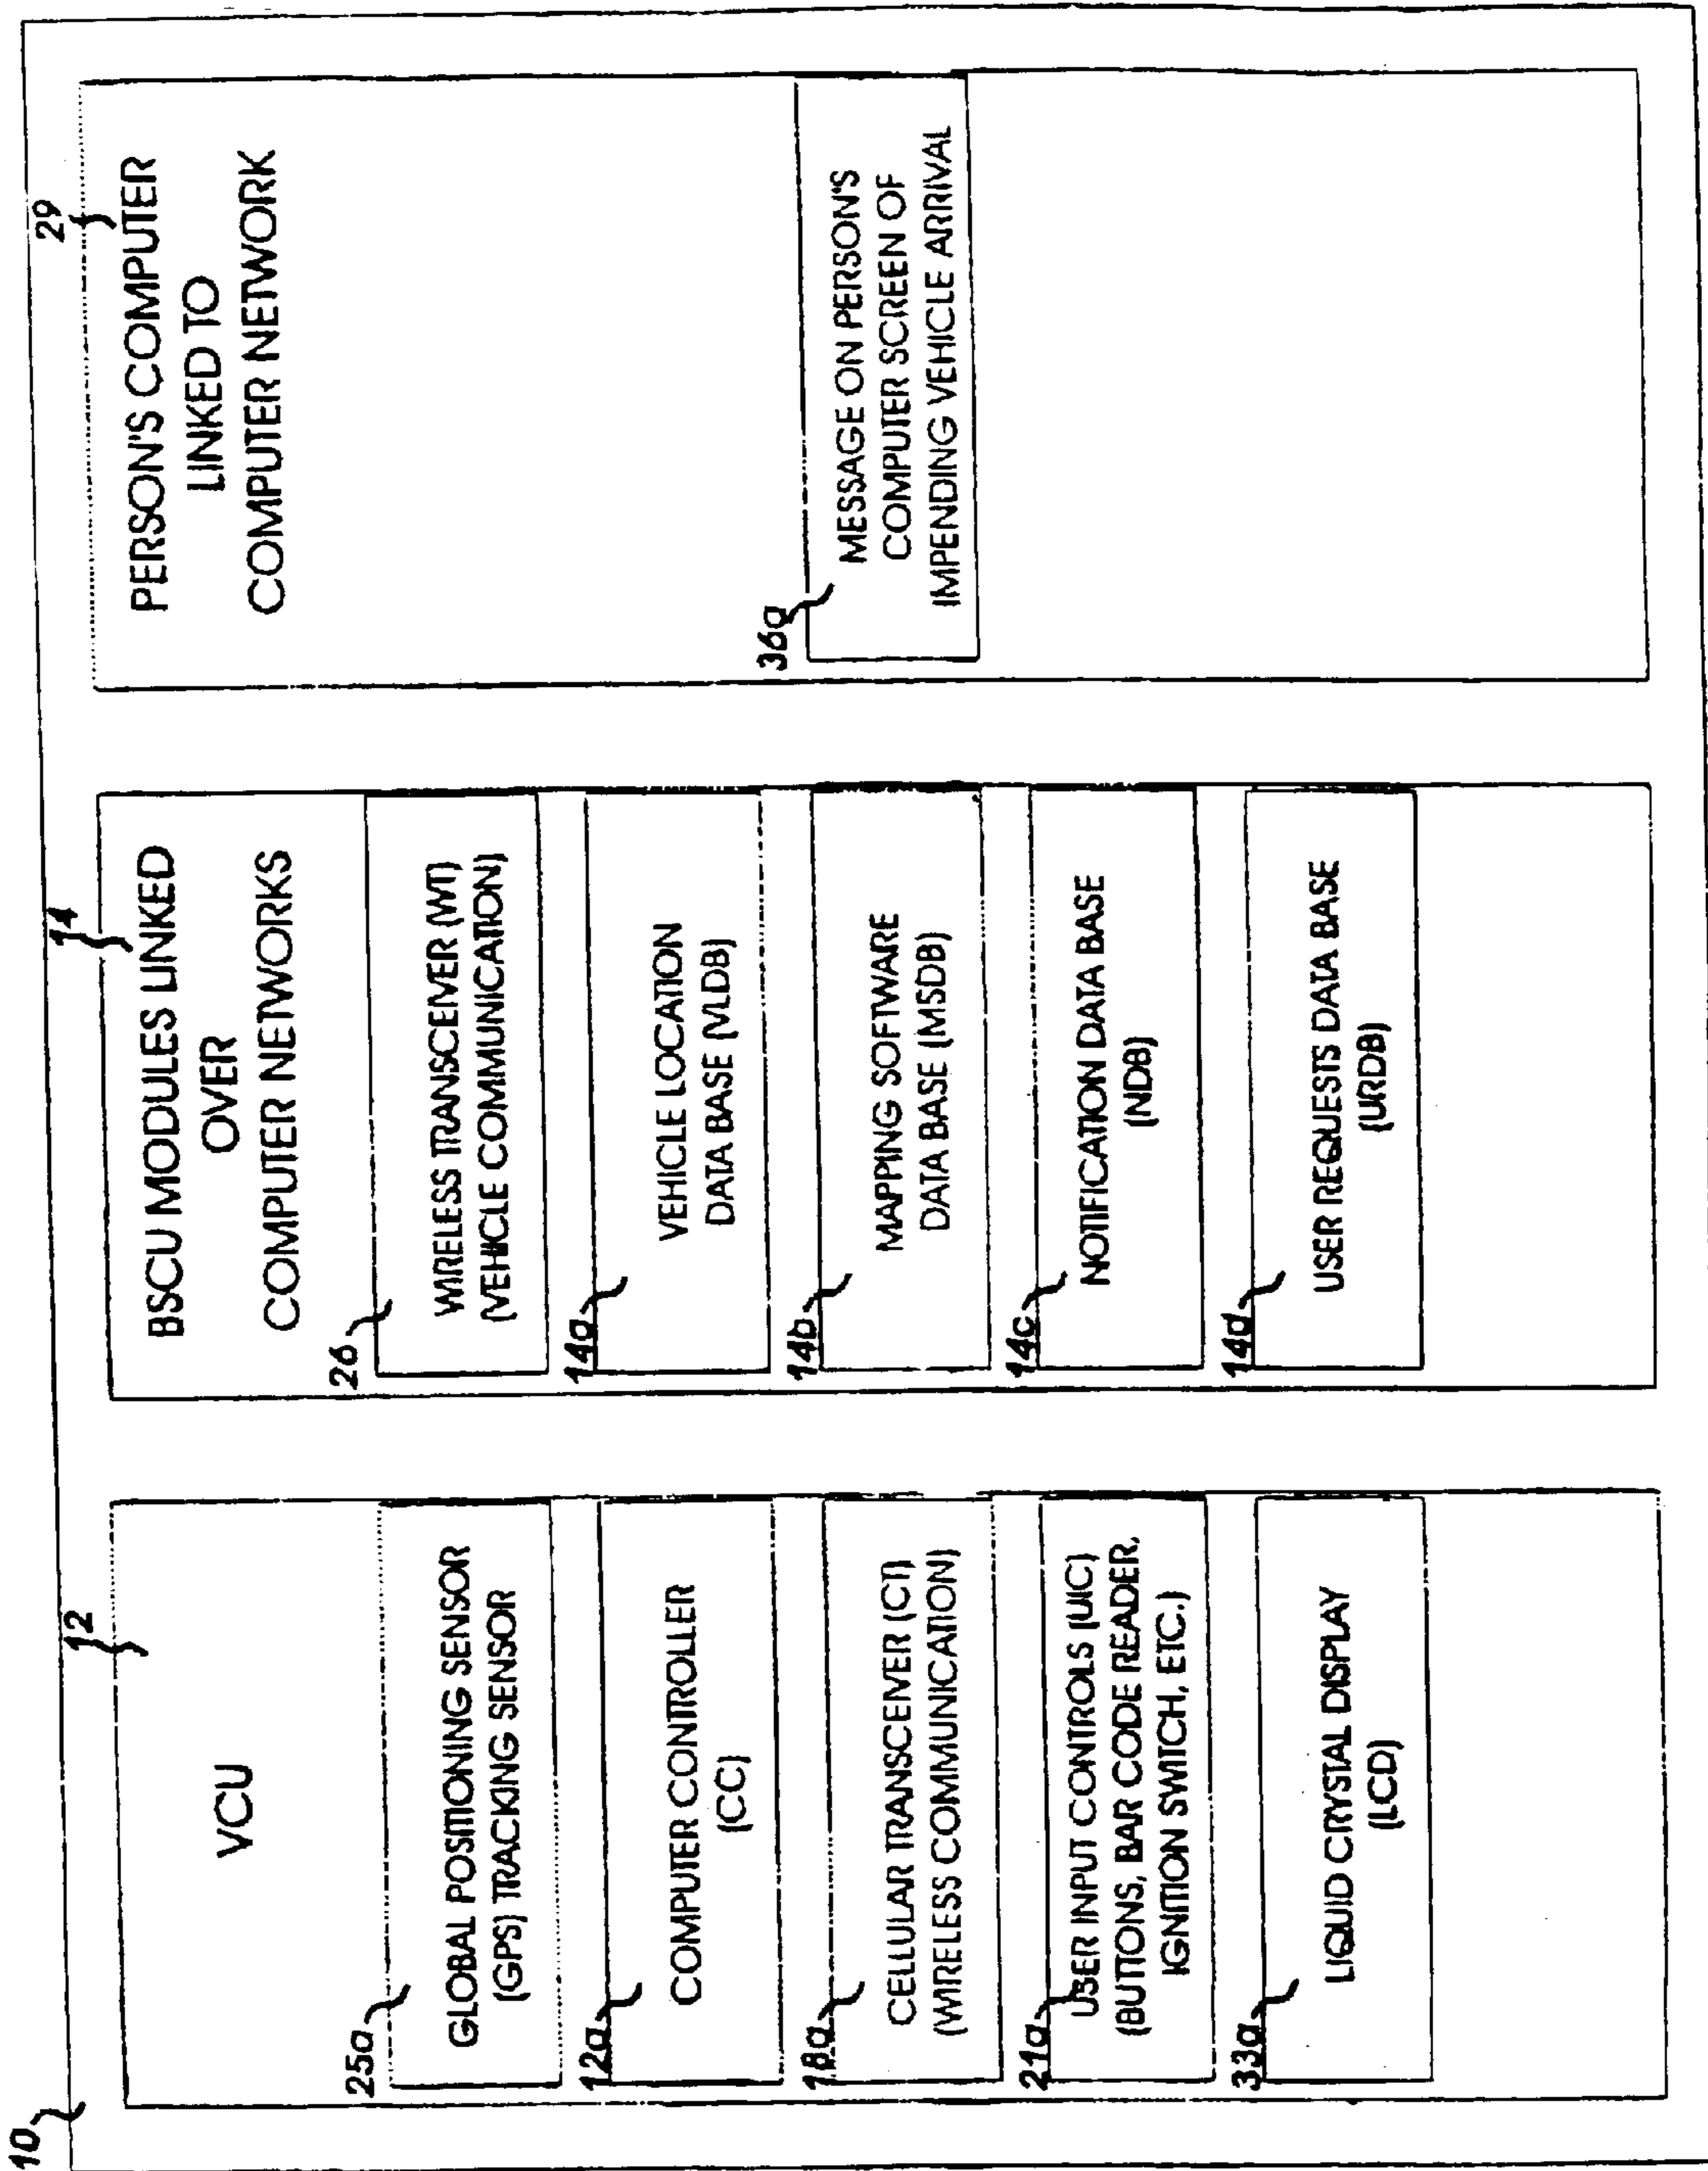 10
12
VCU
25a
GLOBAL POSITIONING SENSOR
(GPS) TRACKING SENSOR
12a
COMPUTER CONTROLLER
(CC)
18a
CELLULAR TRANSCEIVER (CT)
(WIRELESS COMMUNICATION)
21a
USER INPUT CONTROLS (UIC)
(BUTTONS, BAR CODE READER,
IGNITION SWITCH, ETC.)
33a
LIQUID CRYSTAL DISPLAY
(LCD)
14
BSCU MODULES LINKED
OVER
COMPUTER NETWORKS
26
WIRELESS TRANSCEIVER (WT)
(VEHICLE COMMUNICATION)
14a
VEHICLE LOCATION
DATA BASE (VLDB)
14b
MAPPING SOFTWARE
DATA BASE (MSDB)
14c
NOTIFICATION DATA BASE
(NDB)
14d
USER REQUESTS DATA BASE
(URDB)
29
PERSON'S COMPUTER
LINKED TO
COMPUTER NETWORK
36a
MESSAGE ON PERSON'S
COMPUTER SCREEN OF
IMPENDING VEHICLE ARRIVAL